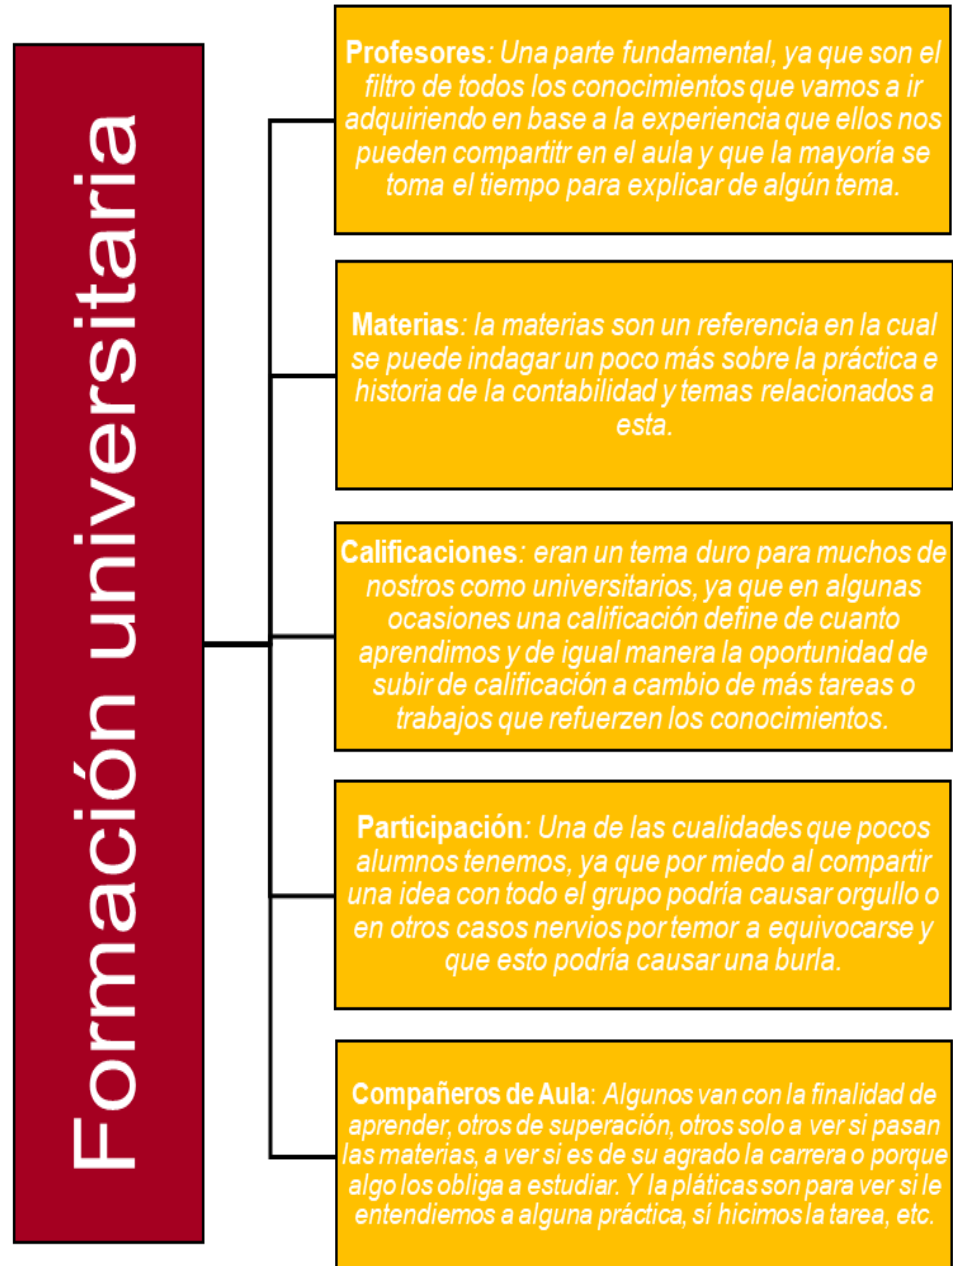 Formación universitaria
Profesores: Una parte fundamental, ya que son el
filtro de todos los conocimientos que vamos a ir
adquiriendo en base a la experiencia que ellos nos
pueden compartitr en el aula y que la mayoría se
toma el tiempo para explicar de algún tema.
Materias: la materias son un referencia en la cual
se puede indagar un poco más sobre la práctica e
historia de la contabilidad y temas relacionados a
esta.
Calificaciones: eran un tema duro para muchos de
nostros como universitarios, ya que en algunas
ocasiones una calificación define de cuanto
aprendimos y de igual manera la oportunidad de
subir de calificación a cambio de más tareas o
trabajos que refuerzen los conocimientos.
Participación: Una de las cualidades que pocos
alumnos tenemos, ya que por miedo al compartir
una idea con todo el grupo podría causar orgullo o
en otros casos nervios por temor a equivocarse y
que esto podría causar una burla.
Compañeros de Aula: Algunos van con la finalidad de
aprender, otros de superación, otros solo a ver si pasan
las materias, a ver si es de su agrado la carrera o porque
algo los obliga a estudiar. Y la pláticas son para ver si le
entendiemos a alguna práctica, sí hicimos la tarea, etc.